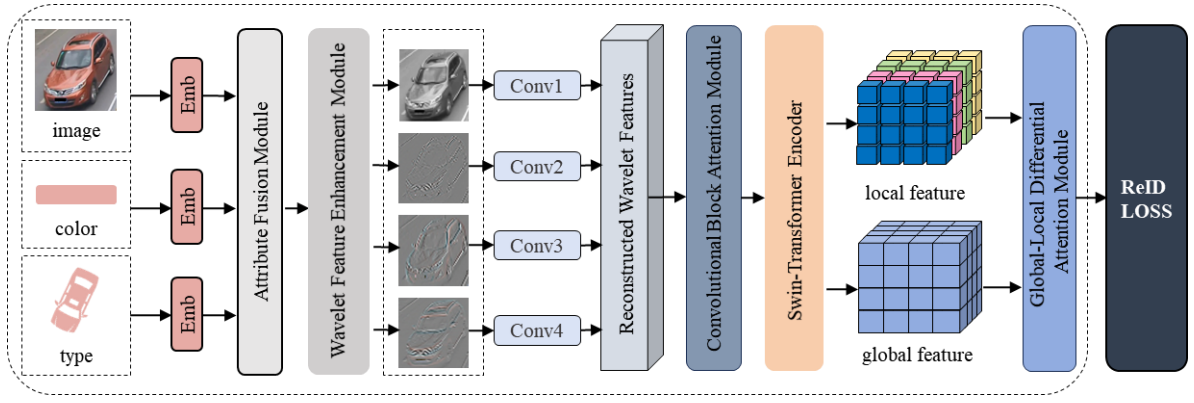 image
color
type
Emb
Emb
Emb
Attribute Fusion Module
Wavelet Feature Enhancement Module
Conv1
Conv2
Conv3
Conv4
Reconstructed Wavelet Features
Convolutional Block Attention Module
Swin-Transformer Encoder
local feature
global feature
Global-Local Differential
Attention Module
ReID
LOSS